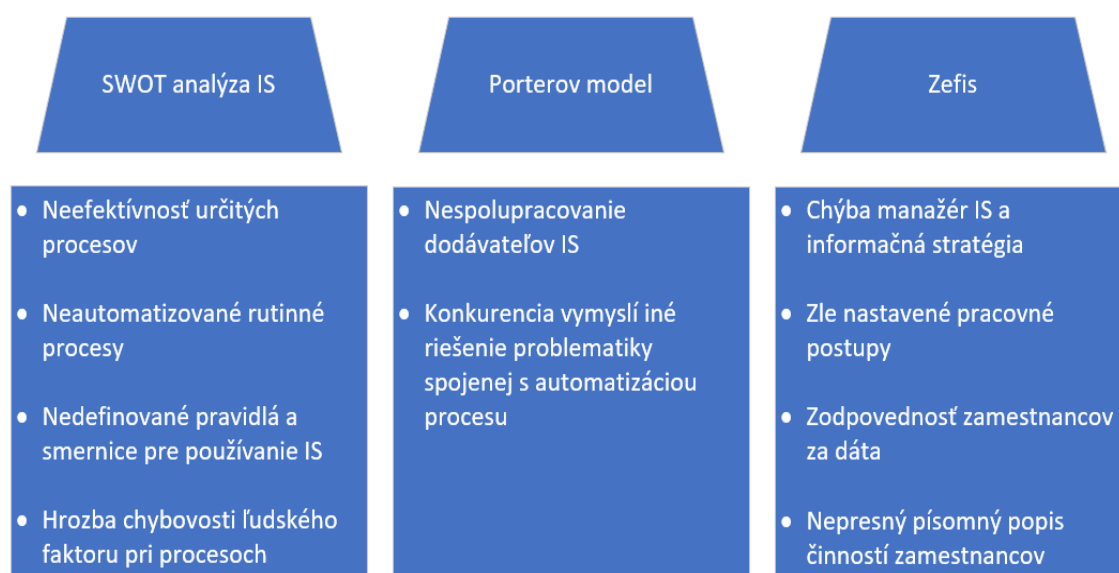 SWOT analýza IS
Porterov model
Zefis
• Neefektívnosť určitých
procesov
• Neautomatizované rutinné
procesy
• Nedefinované pravidlá a
smernice pre používanie IS
• Hrozba chybovosti ľudského
faktoru pri procesoch
• Nespolupracovanie
dodávateľov IS
• Konkurencia vymyslí iné
riešenie problematiky
spojenej s automatizáciou
procesu
• Chýba manažér IS a
informačná stratégia
• Zle nastavené pracovné
postupy
• Zodpovednosť zamestnancov
za dáta
• Nepresný písomný popis
činností zamestnancov